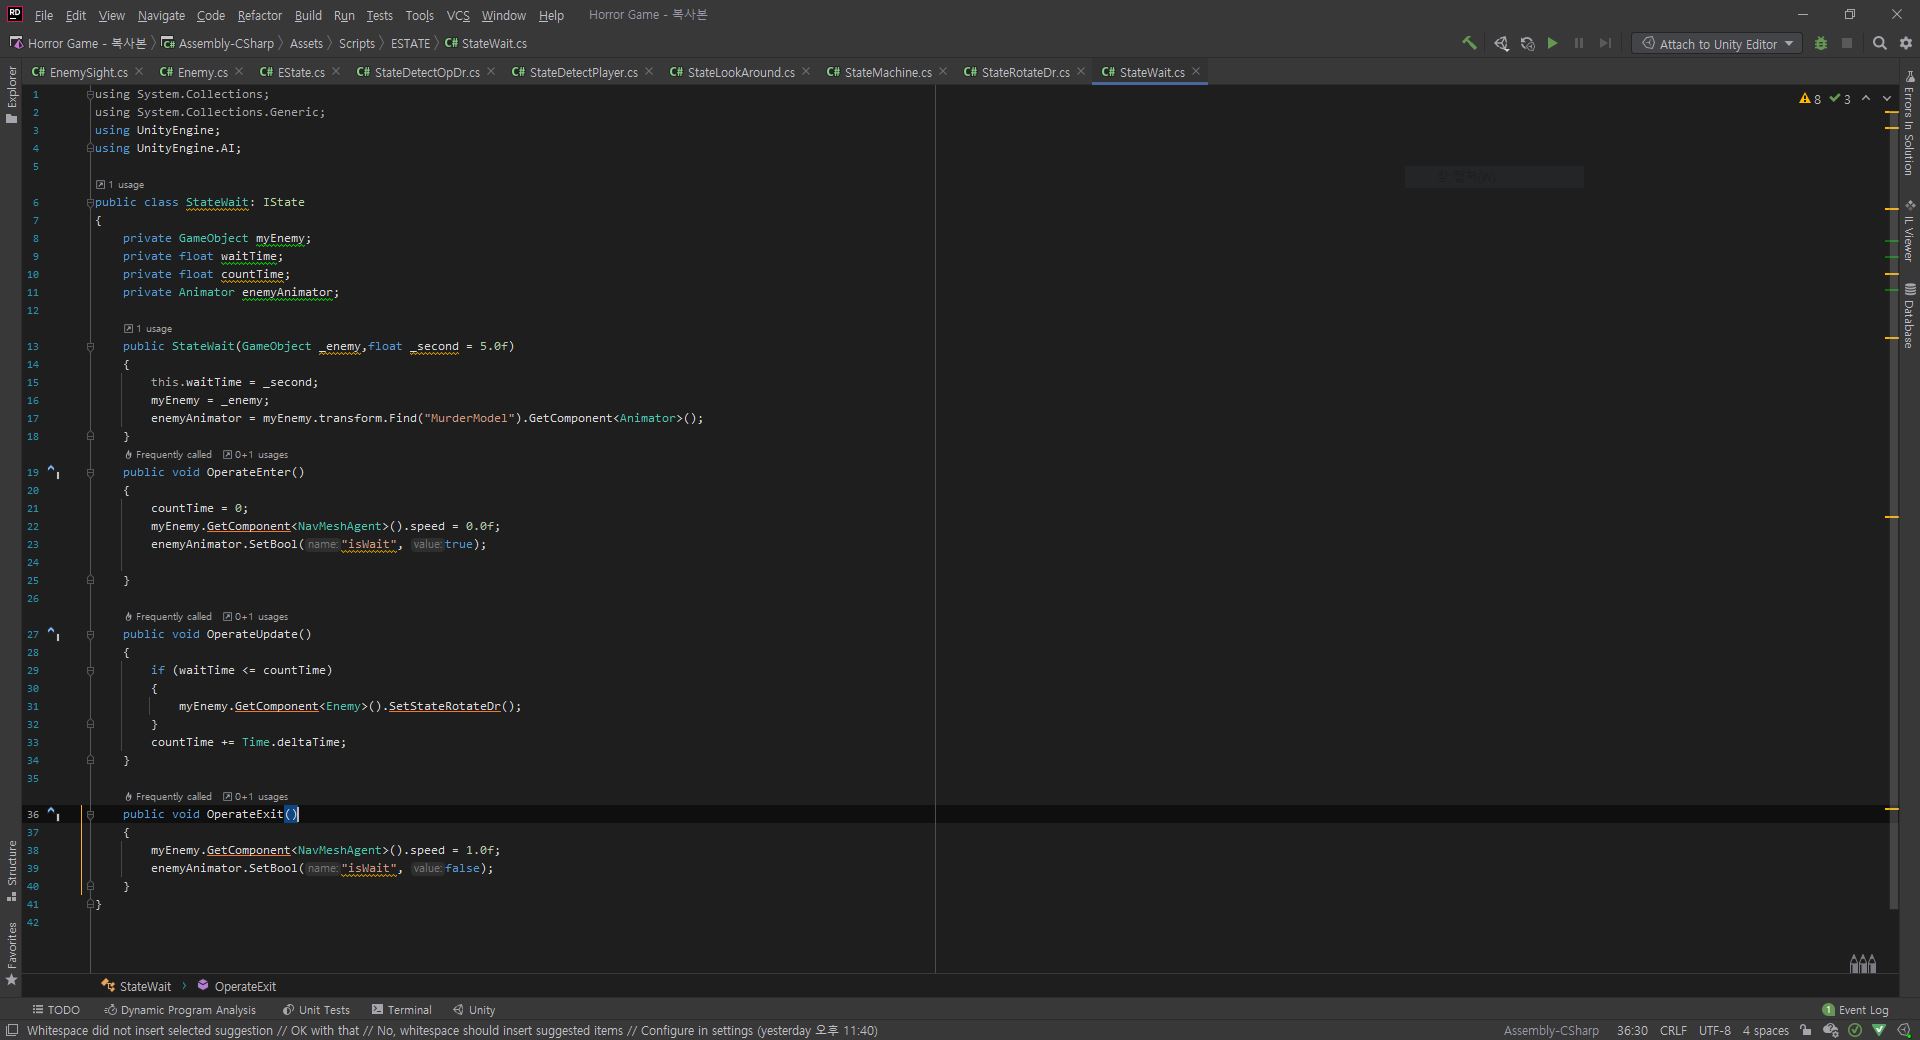 RD File Edit View Navigate Code Refactor Build Run Tests Tools VCS Window Help Horror Game - 복사본
Horror Game - 복사본 Assembly-CSharp Assets Scripts ESTATE C# StateWait.cs Attach to Unity Editor
C# EnemySight.cs C# Enemy.cs C# EState.cs C# StateDetectOpDr.cs C# StateDetectPlayer.cs C# StateLookAround.cs C# StateMachine.cs C# StateRotateDr.cs C# StateWait.cs
Explorer
Structure
Favorites
8 3
1 using System.Collections;
2 using System.Collections.Generic;
3 using UnityEngine;
4 using UnityEngine.AI;
5
1 usage
6 public class StateWait: IState
7 {
8 private GameObject myEnemy;
9 private float waitTime;
10 private float countTime;
11 private Animator enemyAnimator;
12
1 usage
13 public StateWait(GameObject _enemy,float _second = 5.0f)
14 {
15 this.waitTime = _second;
16 myEnemy = _enemy;
17 enemyAnimator = myEnemy.transform.Find("MurderModel").GetComponent<Animator>();
18 }
Frequently called 0+1 usages
19 public void OperateEnter()
20 {
21 countTime = 0;
22 myEnemy.GetComponent<NavMeshAgent>().speed = 0.0f;
23 enemyAnimator.SetBool(name:"isWait", value:true);
24
25 }
26
Frequently called 0+1 usages
27 public void OperateUpdate()
28 {
29 if (waitTime <= countTime)
30 {
31 myEnemy.GetComponent<Enemy>().SetStateRotateDr();
32 }
33 countTime += Time.deltaTime;
34 }
35
Frequently called 0+1 usages
36 public void OperateExit()
37 {
38 myEnemy.GetComponent<NavMeshAgent>().speed = 1.0f;
39 enemyAnimator.SetBool(name:"isWait", value:false);
40 }
41 }
42
Errors In Solution
IL Viewer
Database
StateWait OperateExit
TODO Dynamic Program Analysis Unit Tests Terminal Unity 1 Event Log
Whitespace did not insert selected suggestion // OK with that // No, whitespace should insert suggested items // Configure in settings (yesterday 오후 11:40) Assembly-CSharp 36:30 CRLF UTF-8 4 spaces